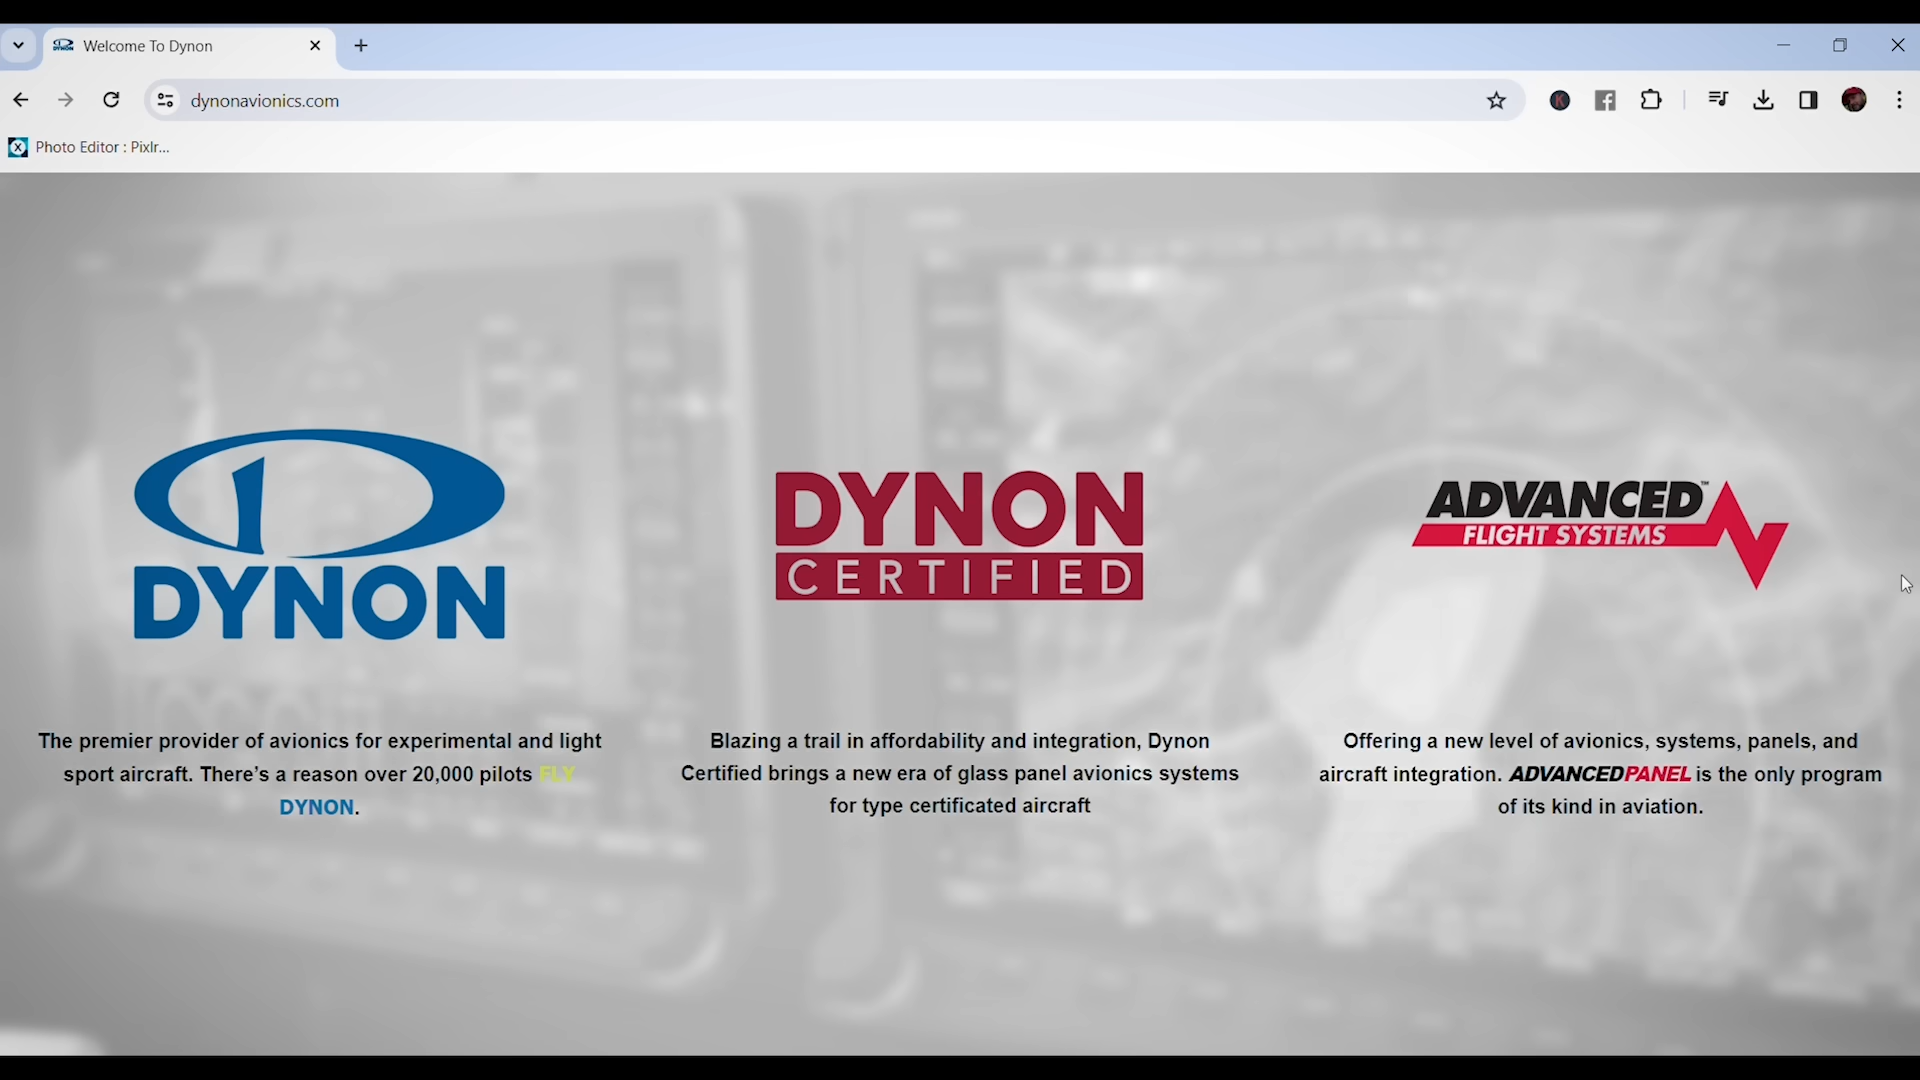 Welcome To Dynon
dynonavionics.com
Photo Editor : Pixlr...
DYNON
DYNON
CERTIFIED
ADVANCED™
FLIGHT SYSTEMS
The premier provider of avionics for experimental and light
sport aircraft. There’s a reason over 20,000 pilots FLY
DYNON.
Blazing a trail in affordability and integration, Dynon
Certified brings a new era of glass panel avionics systems
for type certificated aircraft
Offering a new level of avionics, systems, panels, and
aircraft integration. ADVANCEDPANEL is the only program
of its kind in aviation.